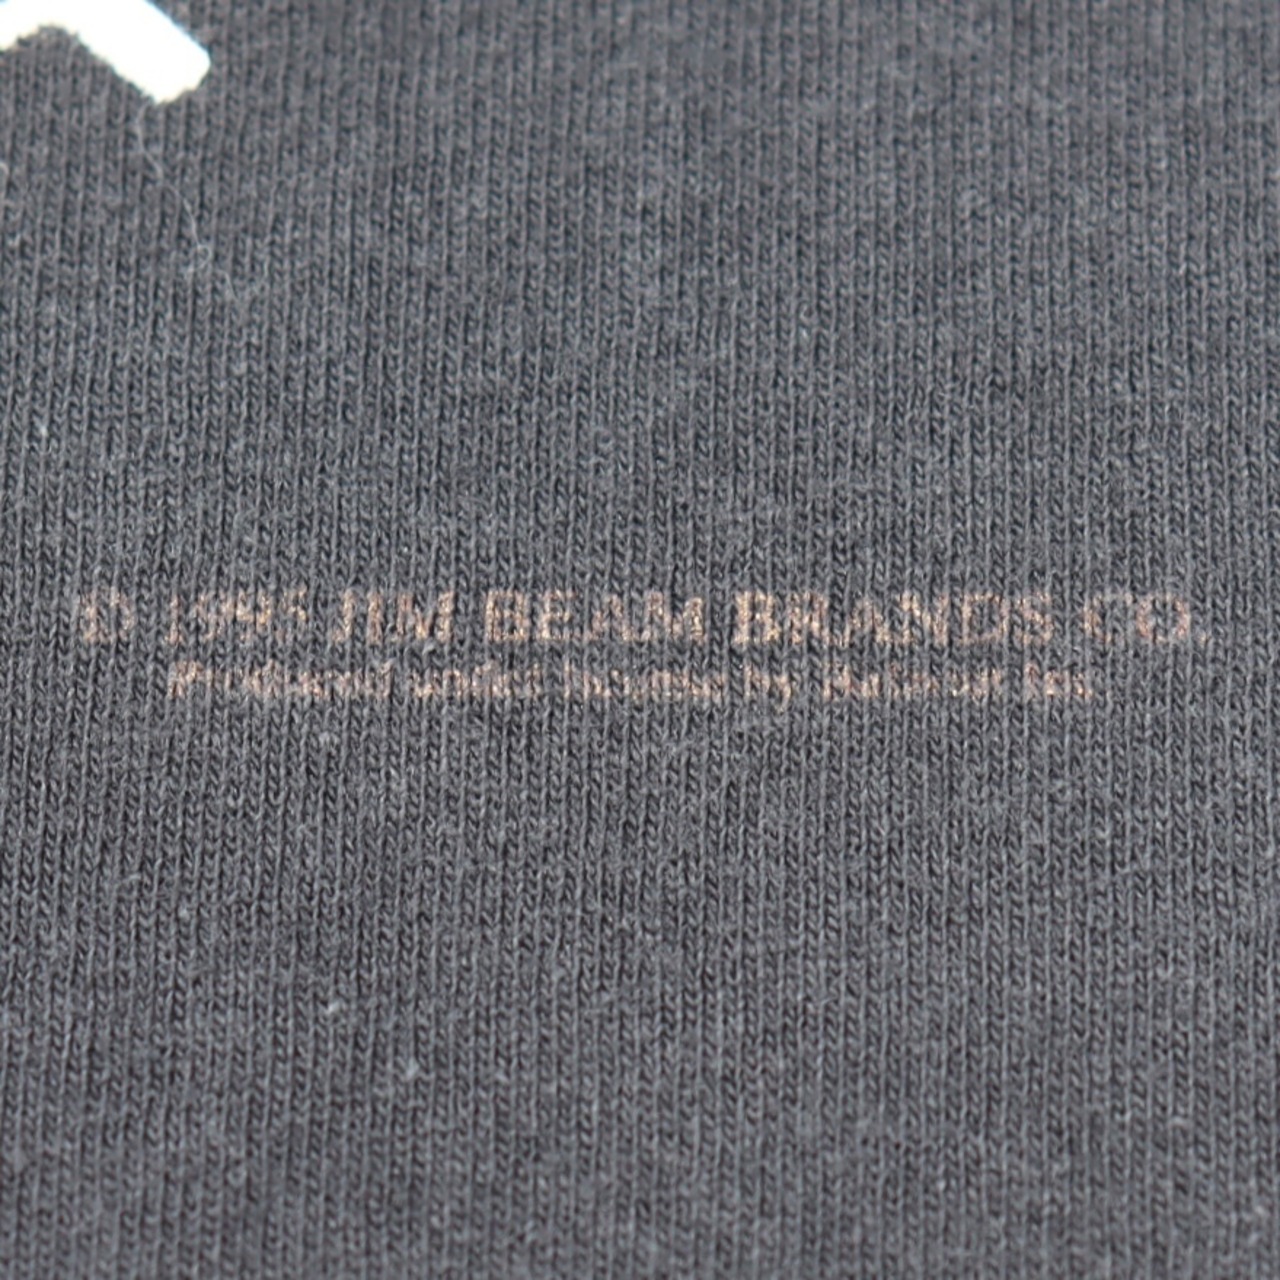 © 1995 JIM BEAM BRANDS CO.
Produced under license by